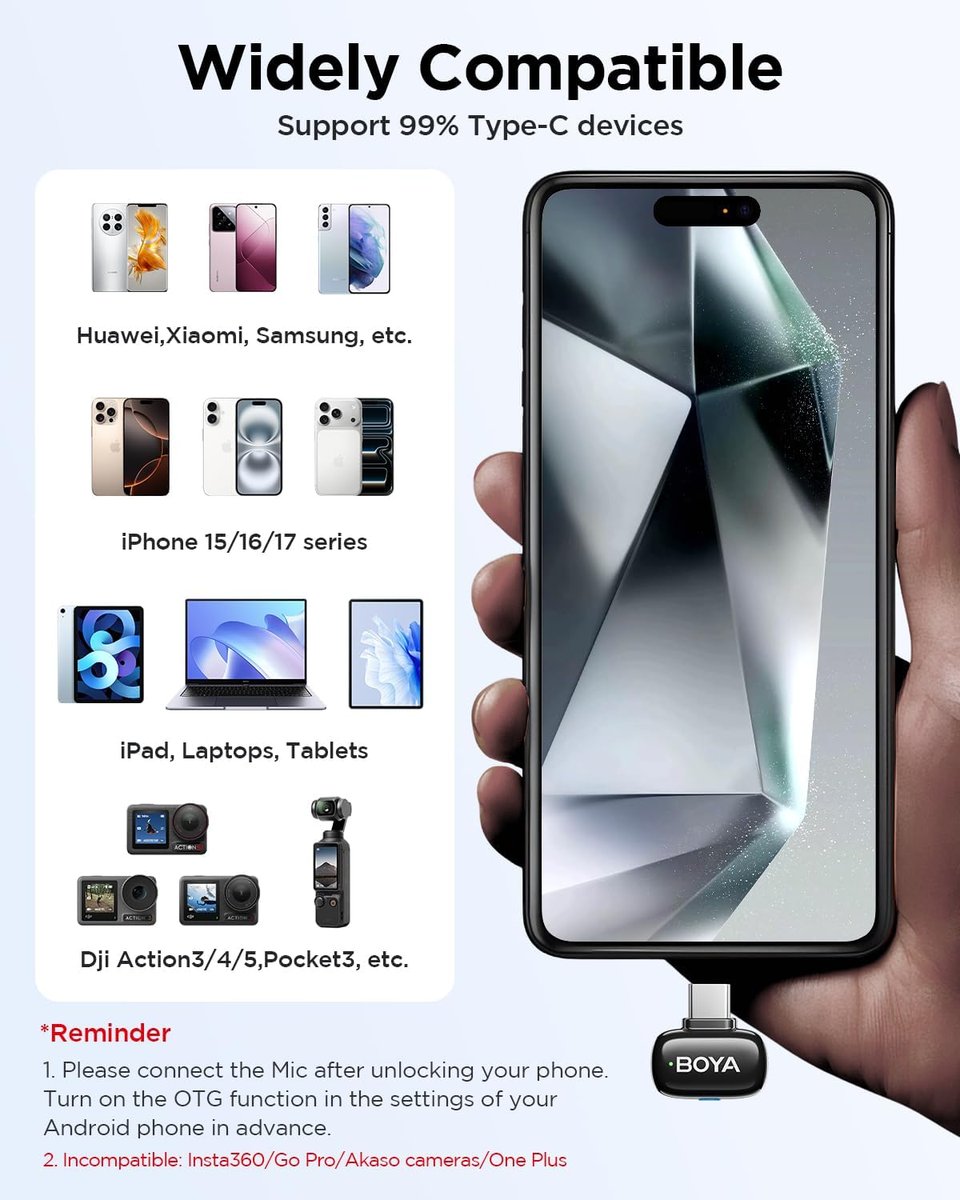 Widely Compatible
Support 99% Type-C devices
Huawei,Xiaomi, Samsung, etc.
iPhone 15/16/17 series
iPad, Laptops, Tablets
Dji Action3/4/5,Pocket3, etc.
*Reminder
1. Please connect the Mic after unlocking your phone.
Turn on the OTG function in the settings of your
Android phone in advance.
2. Incompatible: Insta360/Go Pro/Akaso cameras/One Plus
BOYA